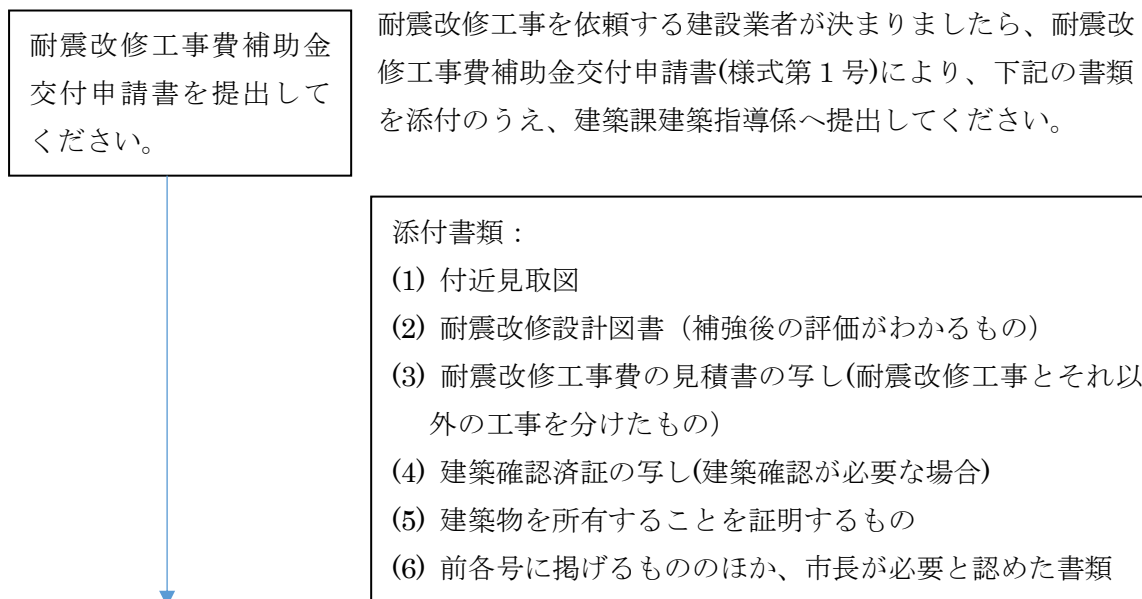 耐震改修工事費補助金
交付申請書を提出して
ください。
耐震改修工事を依頼する建設業者が決まりましたら、耐震改
修工事費補助金交付申請書(様式第１号)により、下記の書類
を添付のうえ、建築課建築指導係へ提出してください。
添付書類：
(1) 付近見取図
(2) 耐震改修設計図書（補強後の評価がわかるもの）
(3) 耐震改修工事費の見積書の写し(耐震改修工事とそれ以
外の工事を分けたもの）
(4) 建築確認済証の写し(建築確認が必要な場合)
(5) 建築物を所有することを証明するもの
(6) 前各号に掲げるもののほか、市長が必要と認めた書類